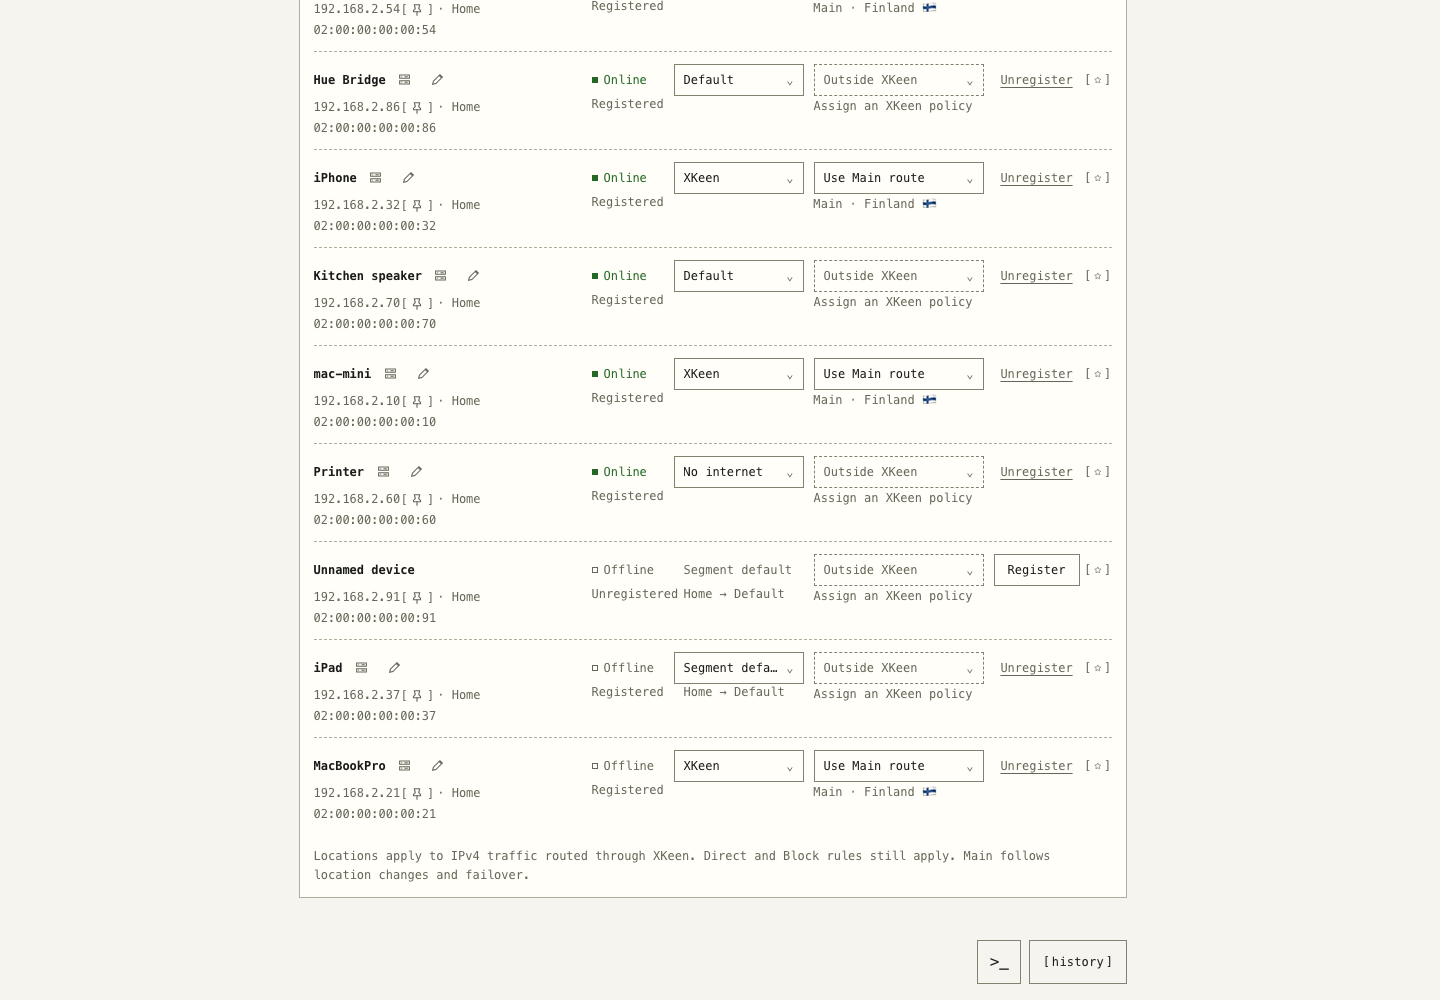 192.168.2.54[ ] · Home Registered Main · Finland
02:00:00:00:00:54
Hue Bridge Online Default Outside XKeen Unregister [☆]
192.168.2.86[ ] · Home Registered Assign an XKeen policy
02:00:00:00:00:86
iPhone Online XKeen Use Main route Unregister [☆]
192.168.2.32[ ] · Home Registered Main · Finland
02:00:00:00:00:32
Kitchen speaker Online Default Outside XKeen Unregister [☆]
192.168.2.70[ ] · Home Registered Assign an XKeen policy
02:00:00:00:00:70
mac-mini Online XKeen Use Main route Unregister [☆]
192.168.2.10[ ] · Home Registered Main · Finland
02:00:00:00:00:10
Printer Online No internet Outside XKeen Unregister [☆]
192.168.2.60[ ] · Home Registered Assign an XKeen policy
02:00:00:00:00:60
Unnamed device Offline Segment default Outside XKeen Register [☆]
192.168.2.91[ ] · Home Unregistered Home → Default Assign an XKeen policy
02:00:00:00:00:91
iPad Offline Segment defa… Outside XKeen Unregister [☆]
192.168.2.37[ ] · Home Registered Home → Default Assign an XKeen policy
02:00:00:00:00:37
MacBookPro Offline XKeen Use Main route Unregister [☆]
192.168.2.21[ ] · Home Registered Main · Finland
02:00:00:00:00:21
Locations apply to IPv4 traffic routed through XKeen. Direct and Block rules still apply. Main follows
location changes and failover.
>_ [history]